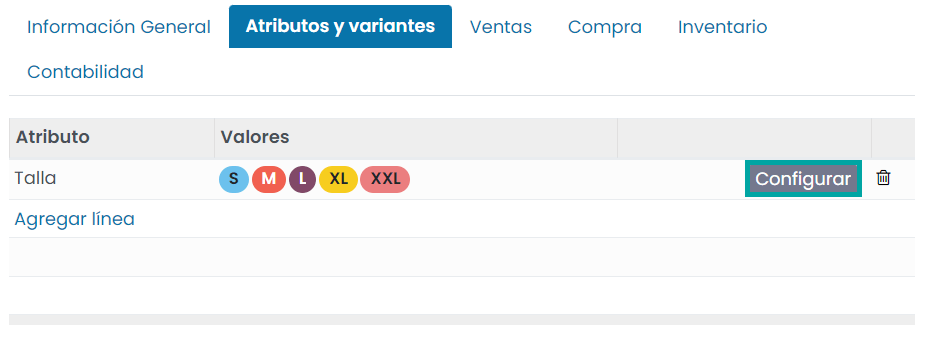 Información General Atributos y variantes Ventas Compra Inventario
Contabilidad
Atributo Valores
Talla S M L XL XXL Configurar
Agregar línea